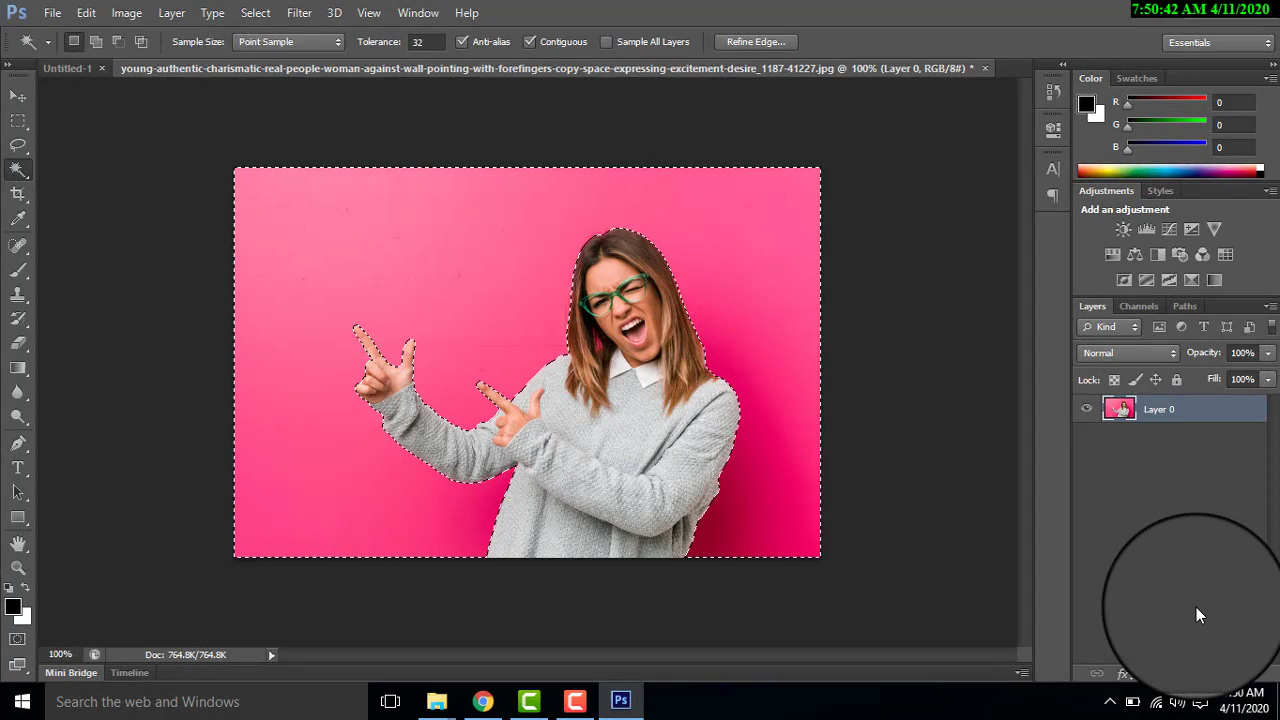 Ps File Edit Image Layer Type Select Filter 3D View Window Help
7:50:42 AM 4/11/2020
Sample Size: Point Sample Tolerance: 32 Anti-alias Contiguous Sample All Layers Refine Edge... Essentials
Untitled-1 × young-authentic-charismatic-real-people-woman-against-wall-pointing-with-forefingers-copy-space-expressing-excitement-desire_1187-41227.jpg @ 100% (Layer 0, RGB/8#) * ×
Color Swatches
R 0
G 0
B 0
Adjustments Styles
Add an adjustment
Layers Channels Paths
Kind
Normal Opacity: 100%
Lock: Fill: 100%
Layer 0
100% Doc: 764.8K/764.8K
Mini Bridge Timeline
Search the web and Windows
4/11/2020